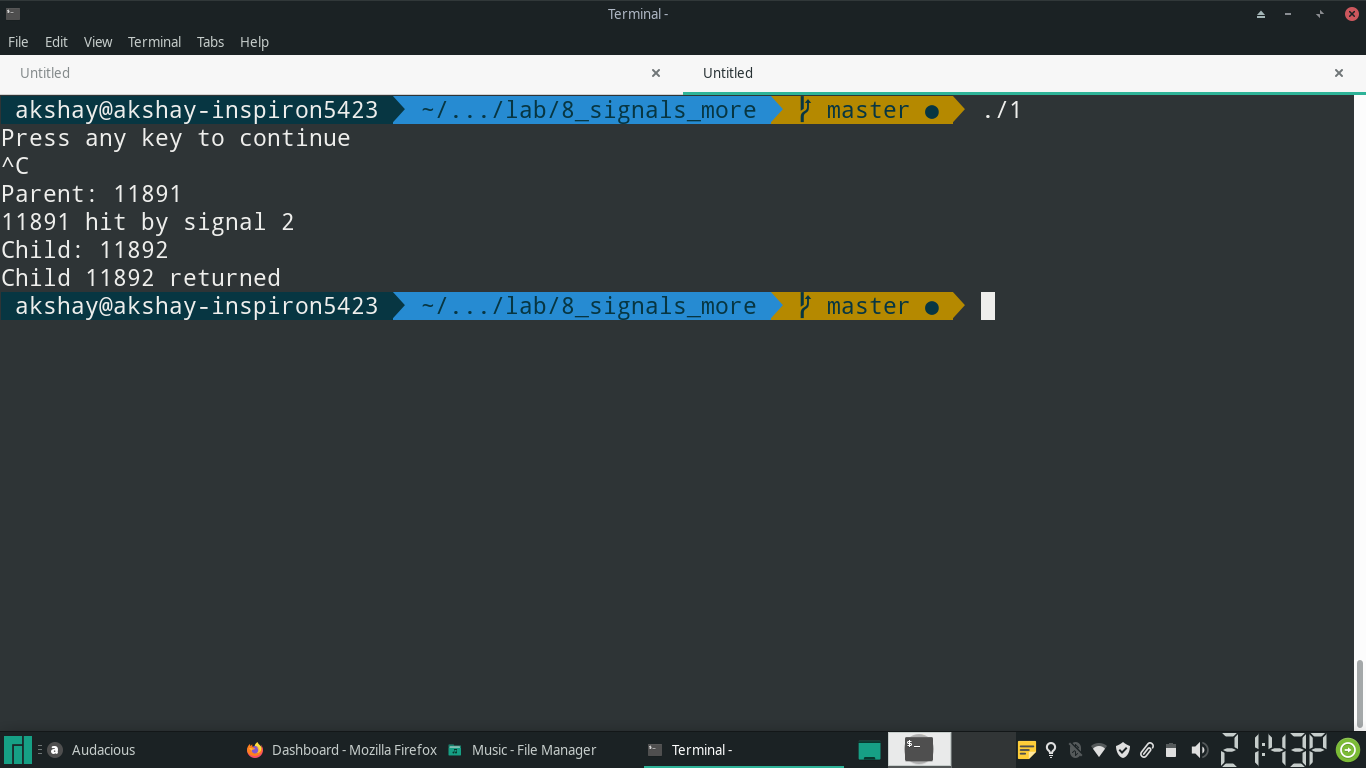 Terminal -
File Edit View Terminal Tabs Help
Untitled Untitled
akshay@akshay-inspiron5423 ~/.../lab/8_signals_more master ● ./1
Press any key to continue
^C
Parent: 11891
11891 hit by signal 2
Child: 11892
Child 11892 returned
akshay@akshay-inspiron5423 ~/.../lab/8_signals_more master ●
Audacious Dashboard - Mozilla Firefox Music - File Manager Terminal - 2 1:43P